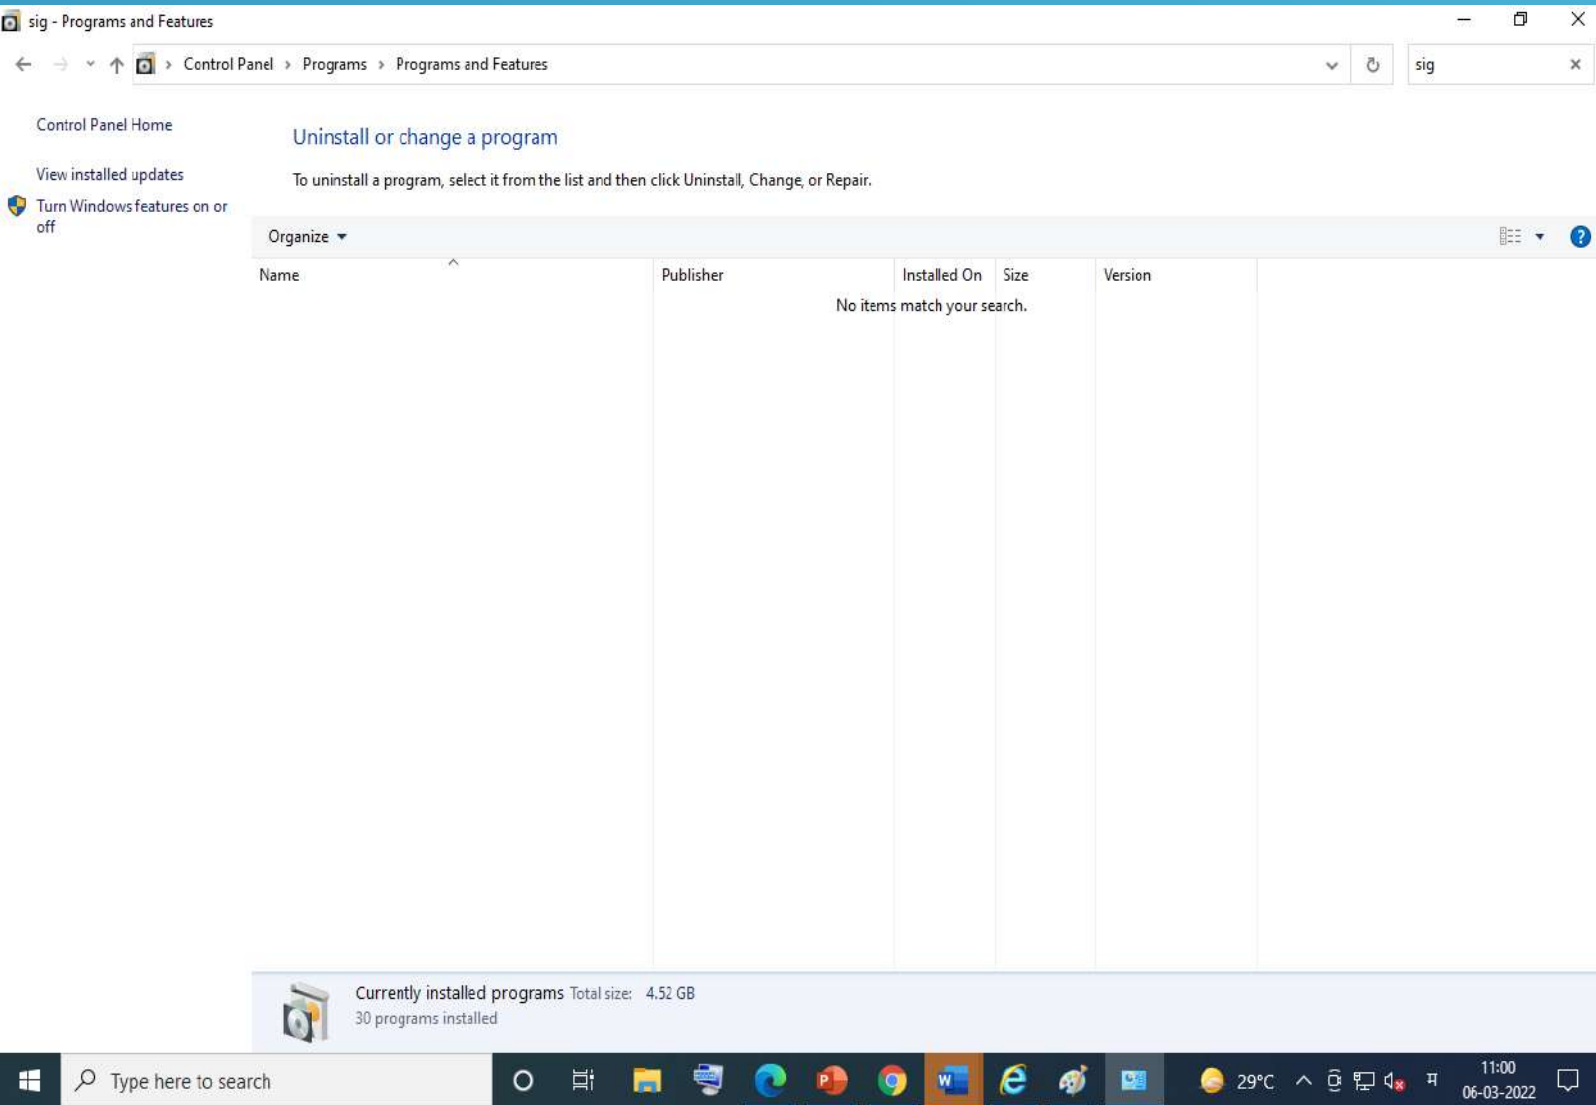 sig - Programs and Features
Control Panel > Programs > Programs and Features
sig
Control Panel Home
View installed updates
Turn Windows features on or
off
Uninstall or change a program
To uninstall a program, select it from the list and then click Uninstall, Change, or Repair.
Organize
Name Publisher Installed On Size Version
No items match your search.
Currently installed programs Total size: 4.52 GB
30 programs installed
Type here to search
29°C
म
11:00
06-03-2022